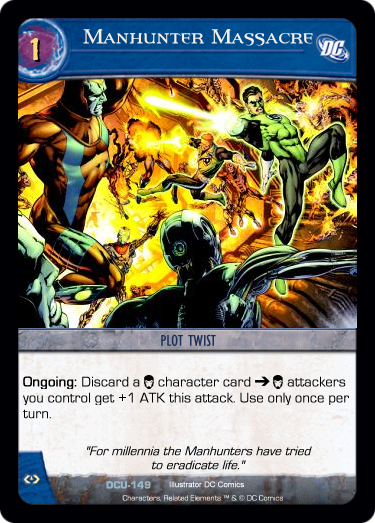 1
MANHUNTER MASSACRE
DC
PLOT TWIST
Ongoing: Discard a character card ➔ attackers
you control get +1 ATK this attack. Use only once per
turn.
"For millennia the Manhunters have tried
to eradicate life."
DCU-149 Illustrator DC Comics
Characters, Related Elements ™ & © DC Comics